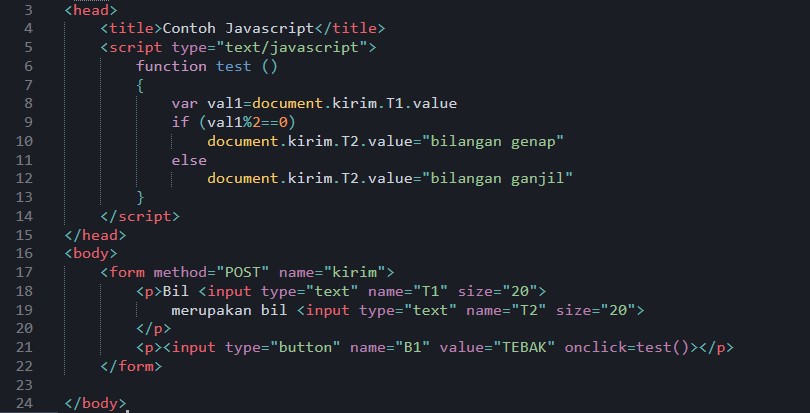 3 <head>
4 <title>Contoh Javascript</title>
5 <script type="text/javascript">
6 function test ()
7 {
8 var val1=document.kirim.T1.value
9 if (val1%2==0)
10 document.kirim.T2.value="bilangan genap"
11 else
12 document.kirim.T2.value="bilangan ganjil"
13 }
14 </script>
15 </head>
16 <body>
17 <form method="POST" name="kirim">
18 <p>Bil <input type="text" name="T1" size="20">
19 merupakan bil <input type="text" name="T2" size="20">
20 </p>
21 <p><input type="button" name="B1" value="TEBAK" onclick=test()></p>
22 </form>
23
24 </body>